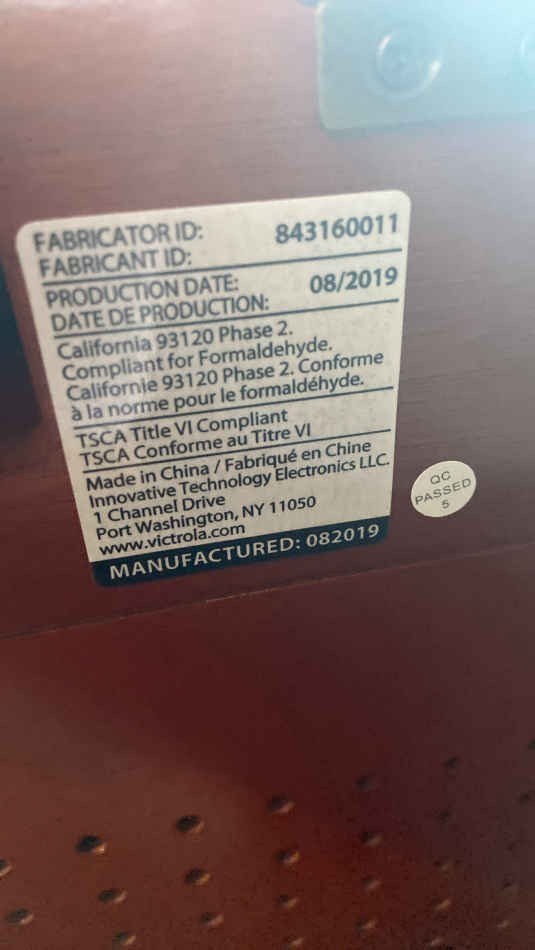 FABRICATOR ID: 843160011
FABRICANT ID:
PRODUCTION DATE: 08/2019
DATE DE PRODUCTION:
California 93120 Phase 2.
Compliant for Formaldehyde.
Californie 93120 Phase 2. Conforme
à la norme pour le formaldéhyde.
TSCA Title VI Compliant
TSCA Conforme au Titre VI
Made in China / Fabriqué en Chine
Innovative Technology Electronics LLC.
1 Channel Drive
Port Washington, NY 11050
www.victrola.com
MANUFACTURED: 082019
QC
PASSED
5